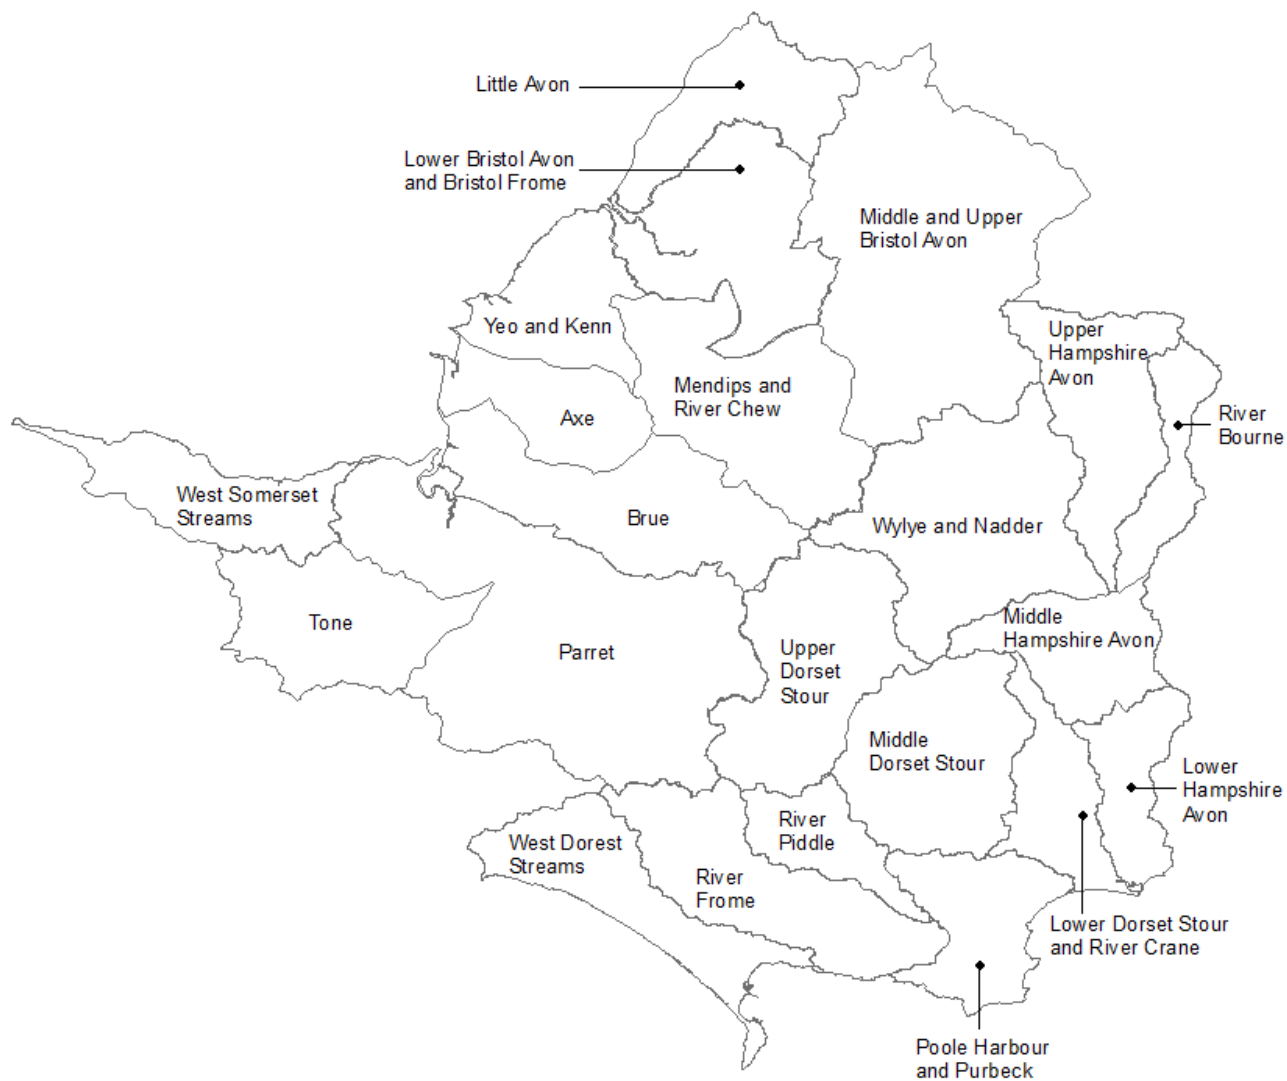 Little Avon
Lower Bristol Avon
and Bristol Frome
Middle and Upper
Bristol Avon
Yeo and Kenn
Upper
Hampshire
Avon
Mendips and
River Chew
Axe
River
Bourne
West Somerset
Streams
Brue
Wylye and Nadder
Tone
Parret
Middle
Hampshire Avon
Upper
Dorset
Stour
Middle
Dorset Stour
Lower
Hampshire
Avon
River
Piddle
West Dorest
Streams
River
Frome
Lower Dorset Stour
and River Crane
Poole Harbour
and Purbeck